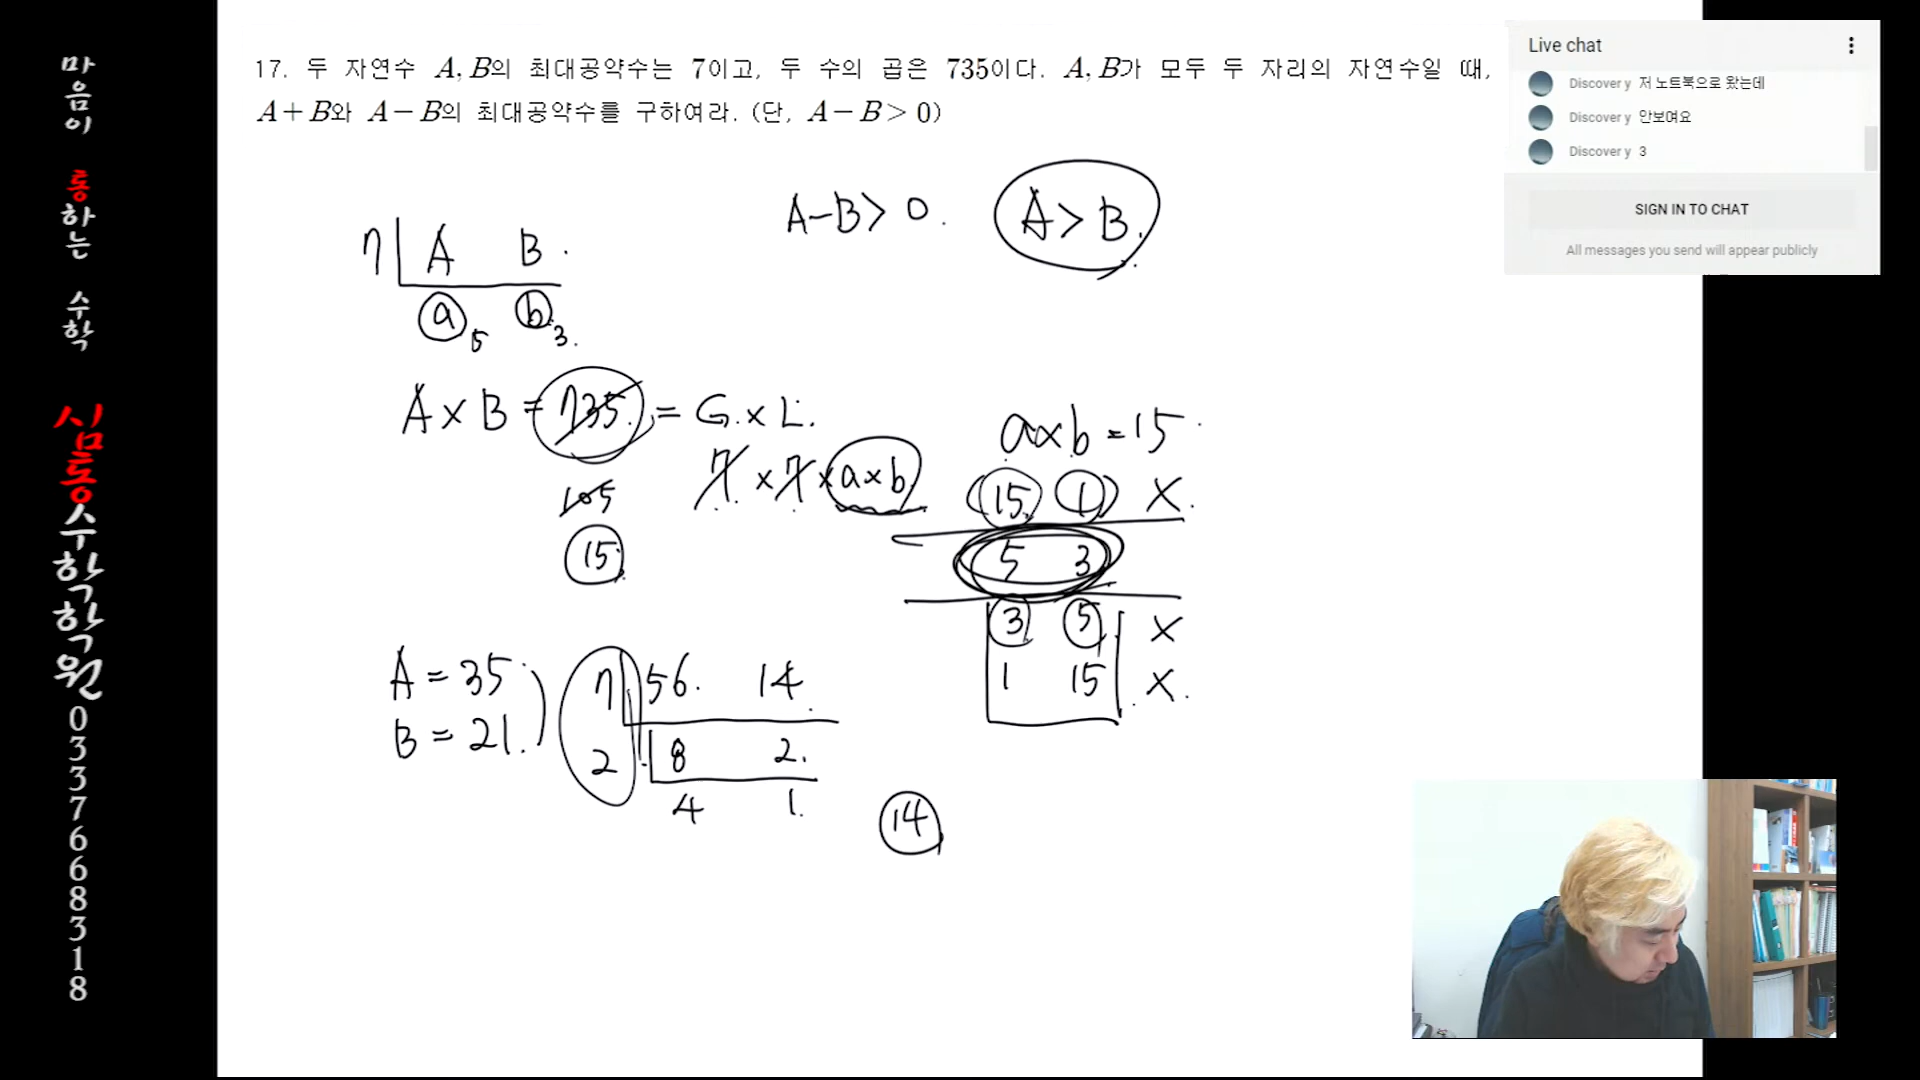 마음이 통하는 수학
심통수학학원
0337668318
17. 두 자연수 A, B의 최대공약수는 7이고, 두 수의 곱은 735이다. A, B가 모두 두 자리의 자연수일 때,
A+B와 A−B의 최대공약수를 구하여라. (단, A−B>0)
A−B> 0. A>B.
7 A B.
a 5 b 3.
A×B = 735. = G.×L.
7.×7.×a×b
105
15
a×b=15
(15 1) X.
5 3
3 5 X
1 15 X.
A=35
B=21.
7 56. 14
2 8 2.
4 1.
14
Live chat
Discover y 저 노트북으로 왔는데
Discover y 안보여요
Discover y 3
SIGN IN TO CHAT
All messages you send will appear publicly